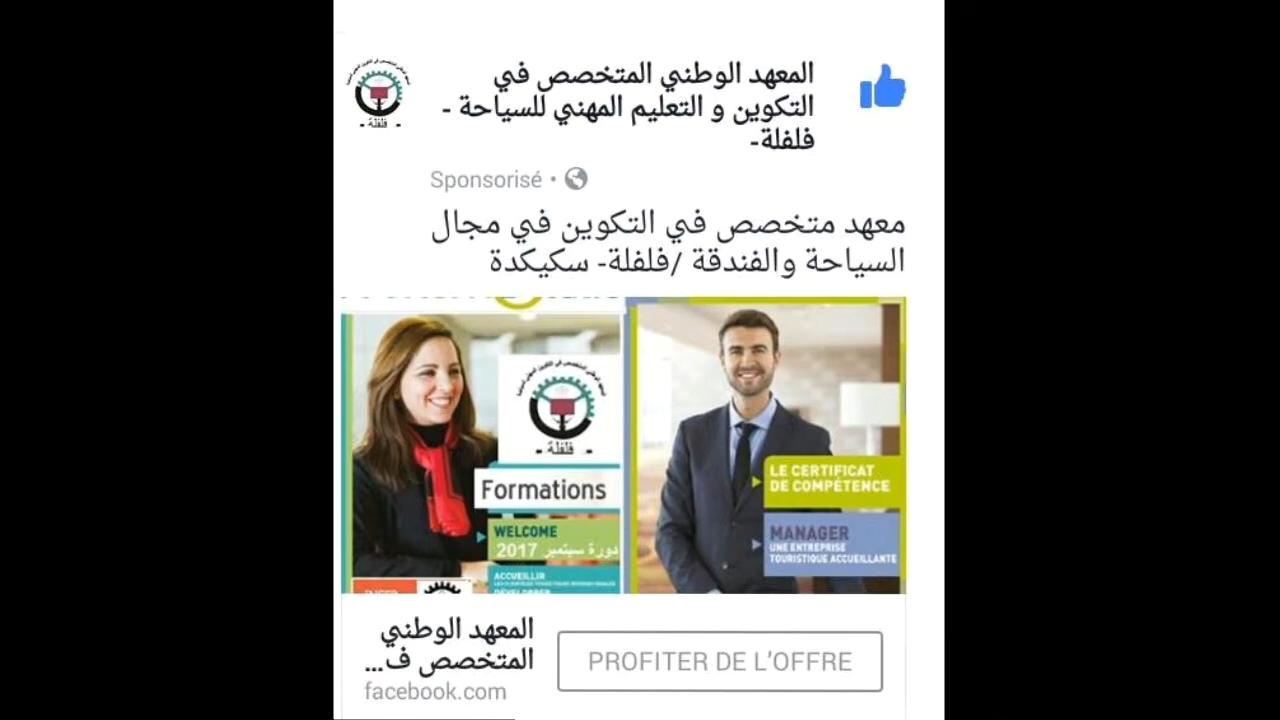 المعهد الوطني المتخصص في
التكوين و التعليم المهني للسياحة -
فلفلة-
Sponsorisé •
معهد متخصص في التكوين في مجال
السياحة والفندقة /فلفلة- سكيكدة
- فلفلة -
Formations
WELCOME
دورة سبتمبر 2017
ACCUEILLIR
DÉVELOPPER
LE CERTIFICAT
DE COMPÉTENCE
MANAGER
UNE ENTREPRISE
TOURISTIQUE ACCUEILLANTE
المعهد الوطني
المتخصص ف...
facebook.com
PROFITER DE L'OFFRE